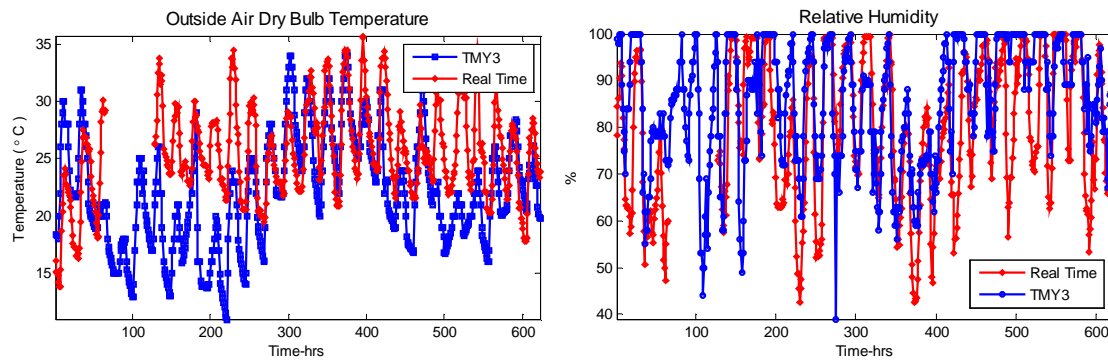 Outside Air Dry Bulb Temperature
35
30
25
20
15
Temperature ( ° C )
100 200 300 400 500 600
Time-hrs
TMY3
Real Time
Relative Humidity
100
90
80
70
60
50
40
%
100 200 300 400 500 600
Time-hrs
Real Time
TMY3